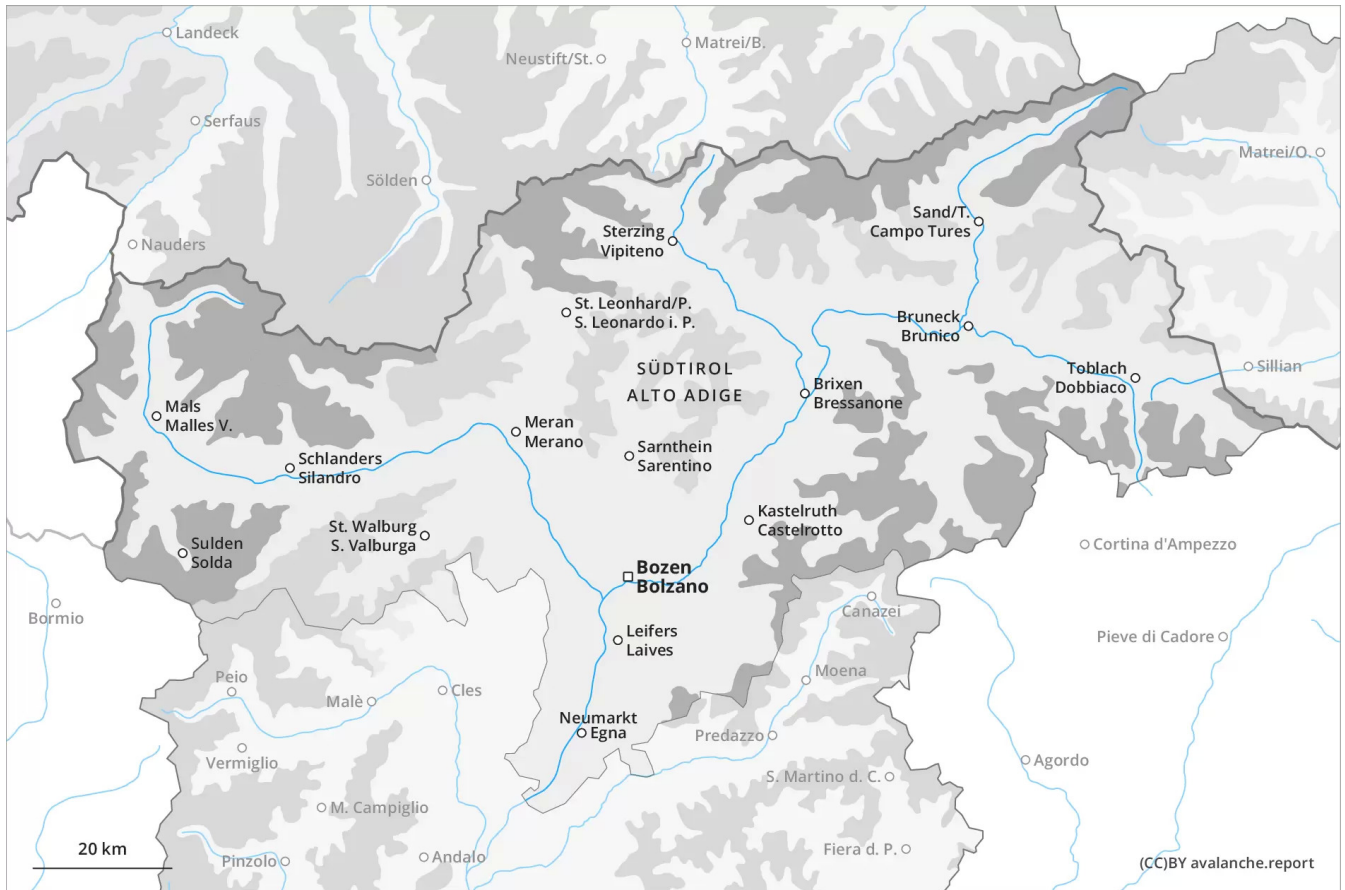 Landeck
Matrei/B.
Neustift/St.
Serfaus
Matrei/O.
Sölden
Sand/T.
Campo Tures
Sterzing
Vipiteno
Nauders
St. Leonhard/P.
S. Leonardo i. P.
Bruneck
Brunico
SÜDTIROL
ALTO ADIGE
Toblach
Dobbiaco
Sillian
Brixen
Bressanone
Mals
Malles V.
Meran
Merano
Sarnthein
Sarentino
Schlanders
Silandro
Kastelruth
Castelrotto
St. Walburg
S. Valburga
Sulden
Solda
Cortina d'Ampezzo
Bozen
Bolzano
Bormio
Canazei
Leifers
Laives
Pieve di Cadore
Moena
Peio
Malè
Cles
Neumarkt
Egna
Predazzo
Vermiglio
Agordo
S. Martino d. C.
M. Campiglio
20 km
Pinzolo
Andalo
Fiera d. P.
(CC)BY avalanche.report